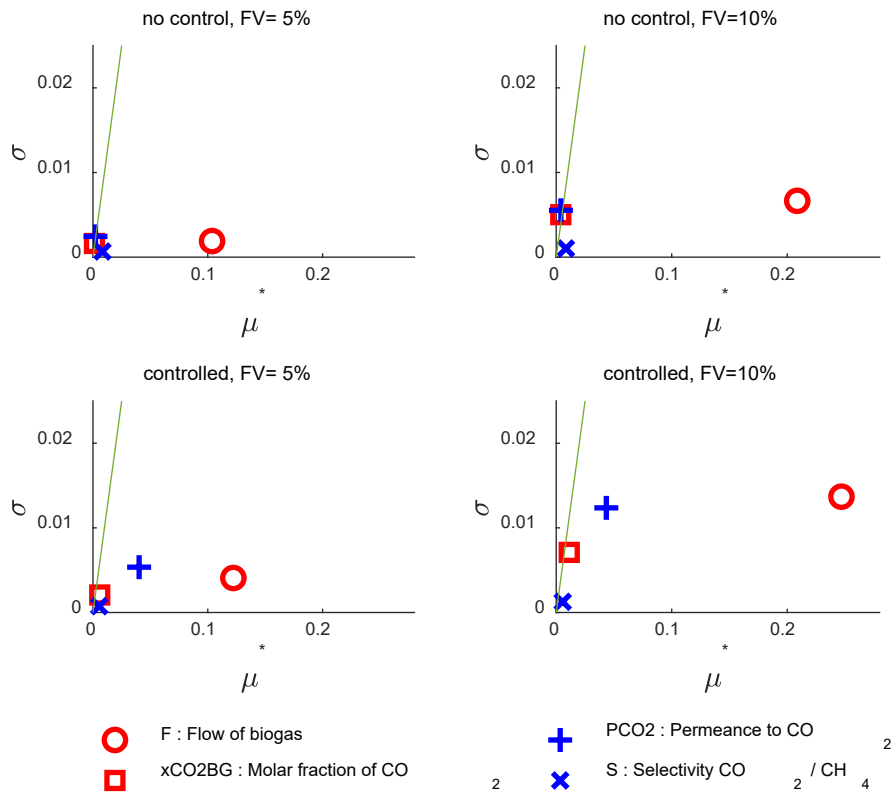 no control, FV= 5%
0.02
0.01
0
σ
0
0.1
0.2
μ*
no control, FV=10%
0.02
0.01
0
σ
0
0.1
0.2
μ*
controlled, FV= 5%
0.02
0.01
0
σ
0
0.1
0.2
μ*
controlled, FV=10%
0.02
0.01
0
σ
0
0.1
0.2
μ*
F : Flow of biogas
xCO2BG : Molar fraction of CO 2
PCO2 : Permeance to CO 2
S : Selectivity CO 2 / CH 4